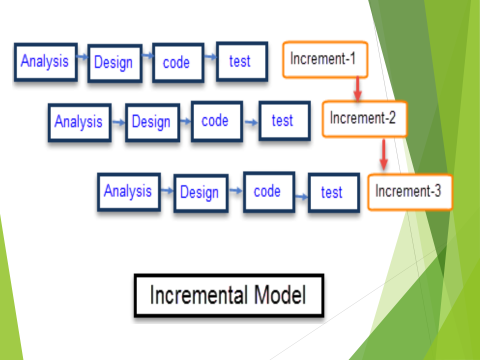 Analysis Design code test Increment-1
Analysis Design code test Increment-2
Analysis Design code test Increment-3
Incremental Model